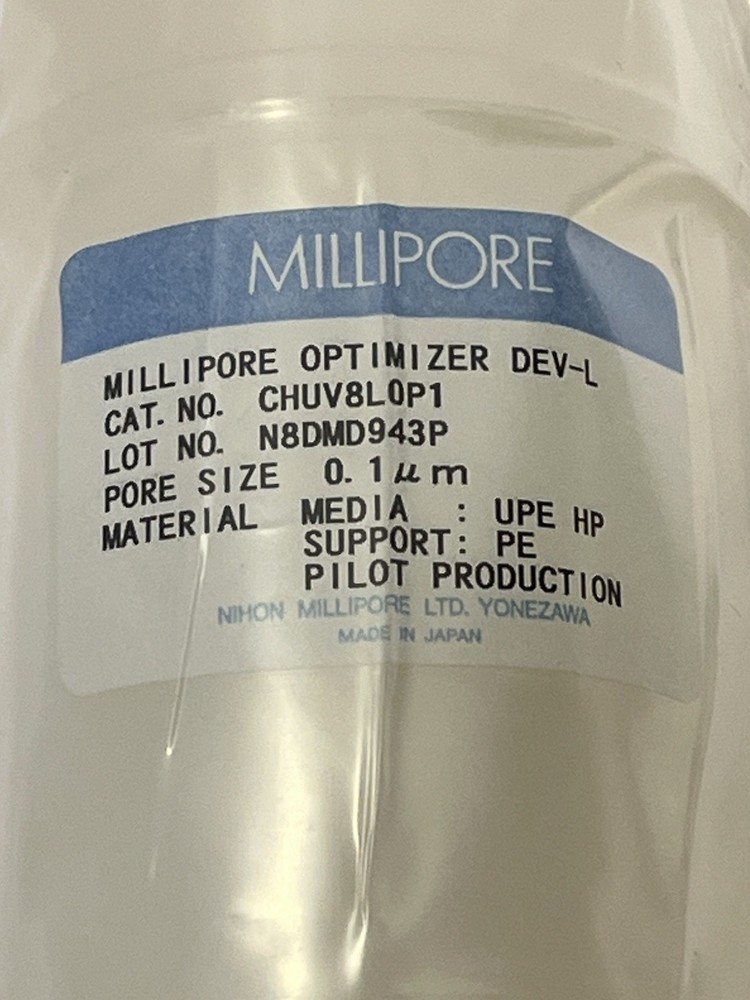 MILLIPORE
MILLIPORE OPTIMIZER DEV-L
CAT. NO. CHUV8L0P1
LOT NO. N8DMD943P
PORE SIZE 0.1μm
MATERIAL MEDIA : UPE HP
SUPPORT: PE
PILOT PRODUCTION
NIHON MILLIPORE LTD. YONEZAWA
MADE IN JAPAN